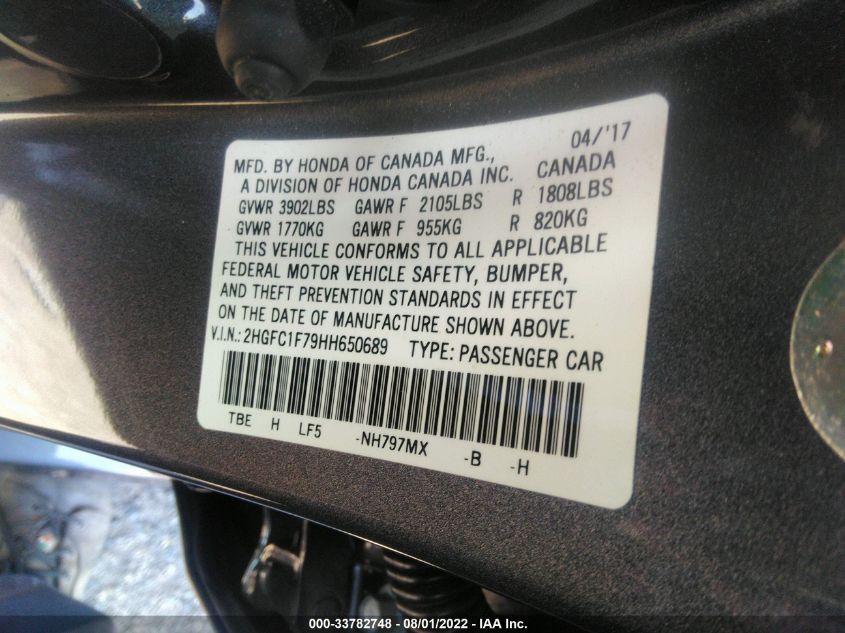 04/'17
MFD. BY HONDA OF CANADA MFG.,
A DIVISION OF HONDA CANADA INC. CANADA
GVWR 3902LBS GAWR F 2105LBS R 1808LBS
GVWR 1770KG GAWR F 955KG R 820KG
THIS VEHICLE CONFORMS TO ALL APPLICABLE
FEDERAL MOTOR VEHICLE SAFETY, BUMPER,
AND THEFT PREVENTION STANDARDS IN EFFECT
ON THE DATE OF MANUFACTURE SHOWN ABOVE.
V.I.N.: 2HGFC1F79HH650689 TYPE: PASSENGER CAR
TBE H LF5 -NH797MX -B -H
000-33782748 - 08/01/2022 - IAA Inc.